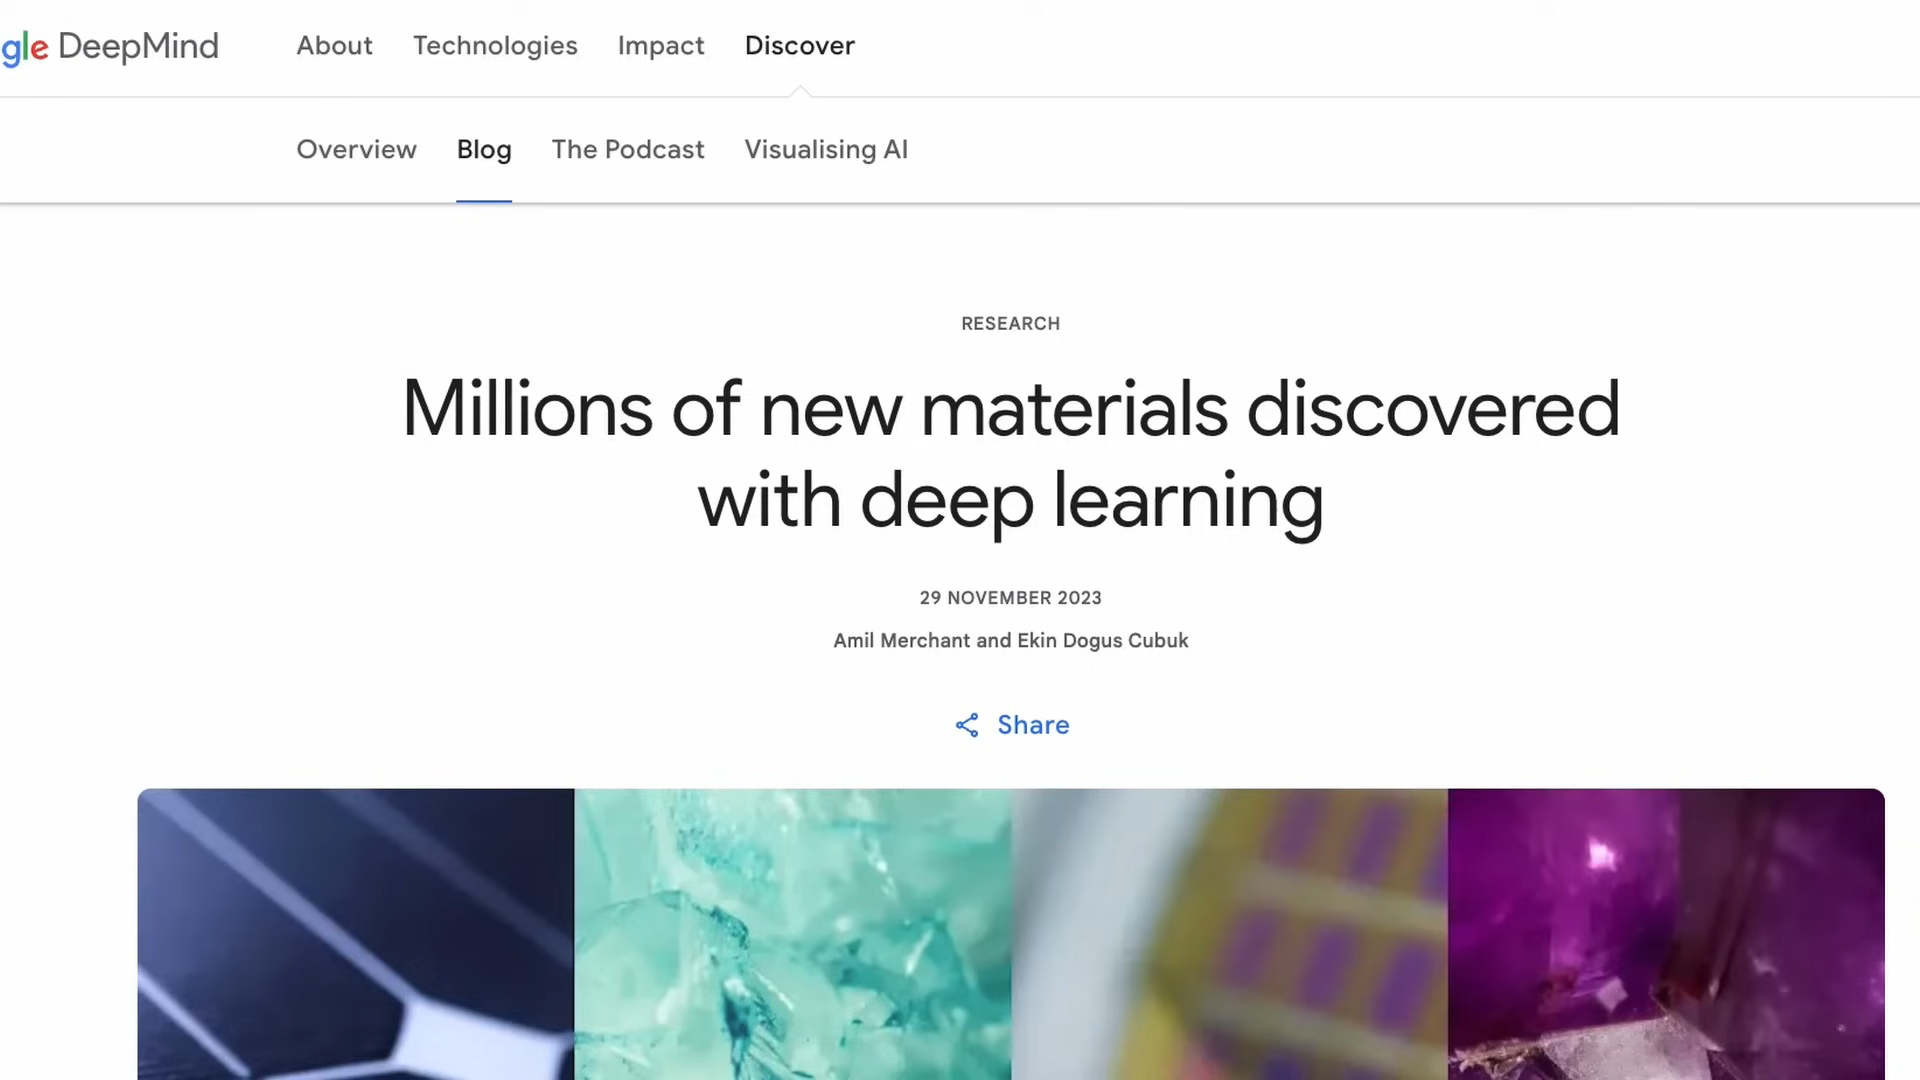 gle DeepMind About Technologies Impact Discover
Overview Blog The Podcast Visualising AI
RESEARCH
Millions of new materials discovered
with deep learning
29 NOVEMBER 2023
Amil Merchant and Ekin Dogus Cubuk
Share